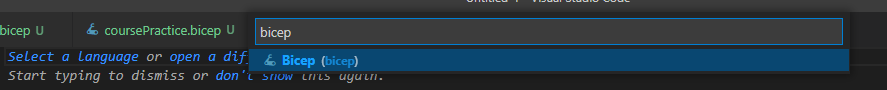 Untitled-1 - Visual Studio Code
bicep U
coursePractice.bicep U
bicep
Bicep (bicep)
Select a language or open a dif
Start typing to dismiss or don't show this again.